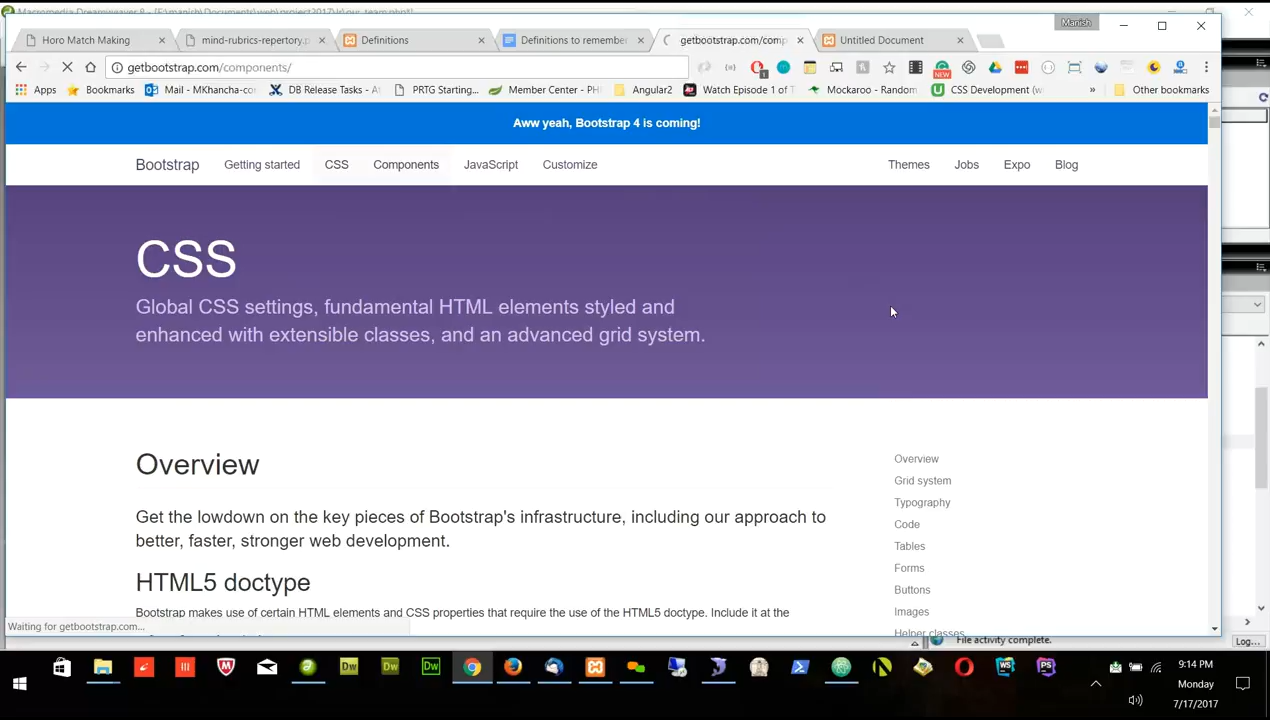 Manish
Horo Match Making
mind-rubrics-repertory.p
Definitions
Definitions to remember
getbootstrap.com/comp
Untitled Document
getbootstrap.com/components/
Apps
Bookmarks
Mail - MKhancha-co
DB Release Tasks - A
PRTG Starting...
Member Center - PH
Angular2
Watch Episode 1 of T
Mockaroo - Random
CSS Development (w
»
Other bookmarks
Aww yeah, Bootstrap 4 is coming!
Bootstrap
Getting started
CSS
Components
JavaScript
Customize
Themes
Jobs
Expo
Blog
CSS
Global CSS settings, fundamental HTML elements styled and
enhanced with extensible classes, and an advanced grid system.
Overview
Get the lowdown on the key pieces of Bootstrap's infrastructure, including our approach to
better, faster, stronger web development.
HTML5 doctype
Bootstrap makes use of certain HTML elements and CSS properties that require the use of the HTML5 doctype. Include it at the
Overview
Grid system
Typography
Code
Tables
Forms
Buttons
Images
Helper classes
Waiting for getbootstrap.com...
File activity complete.
Log...
9:14 PM
Monday
7/17/2017